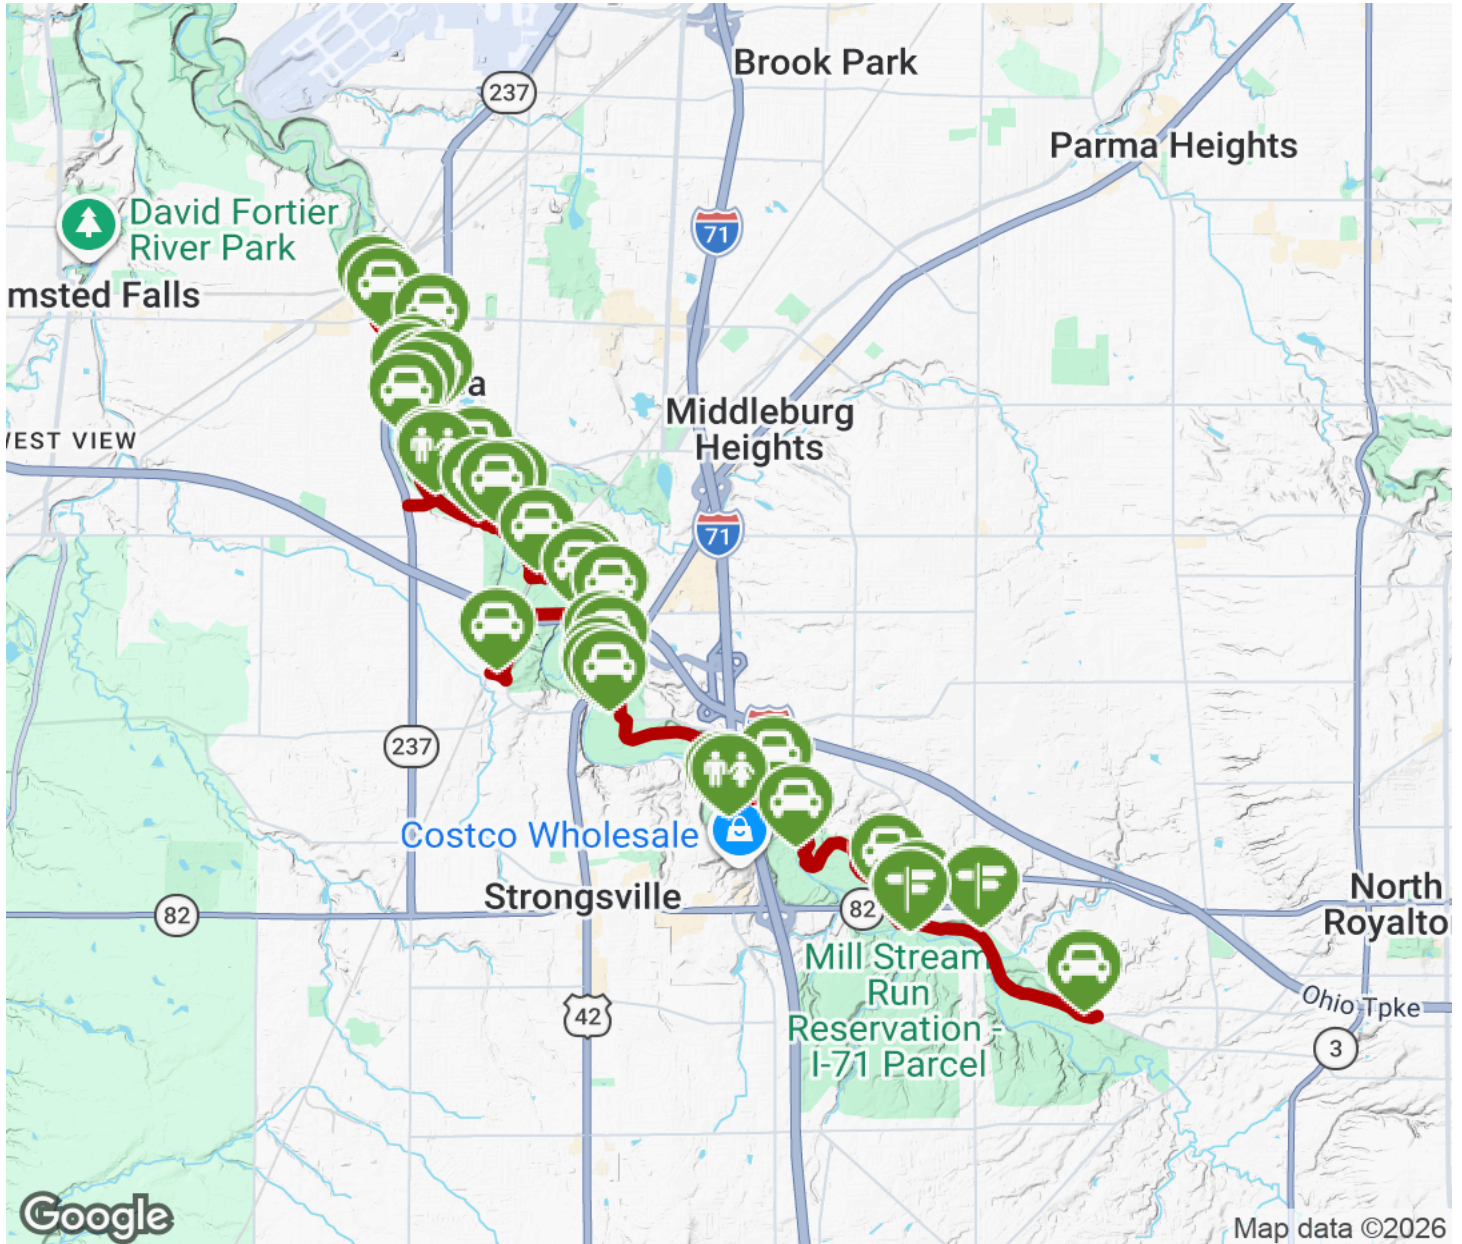 Brook Park
237
Parma Heights
David Fortier
River Park
71
msted Falls
a
Middleburg
Heights
WEST VIEW
71
237
Costco Wholesale
Strongsville
82
82
North
Royalto
Mill Stream
Run
Reservation -
I-71 Parcel
Ohio Tpke
42
3
Google
Map data ©2026